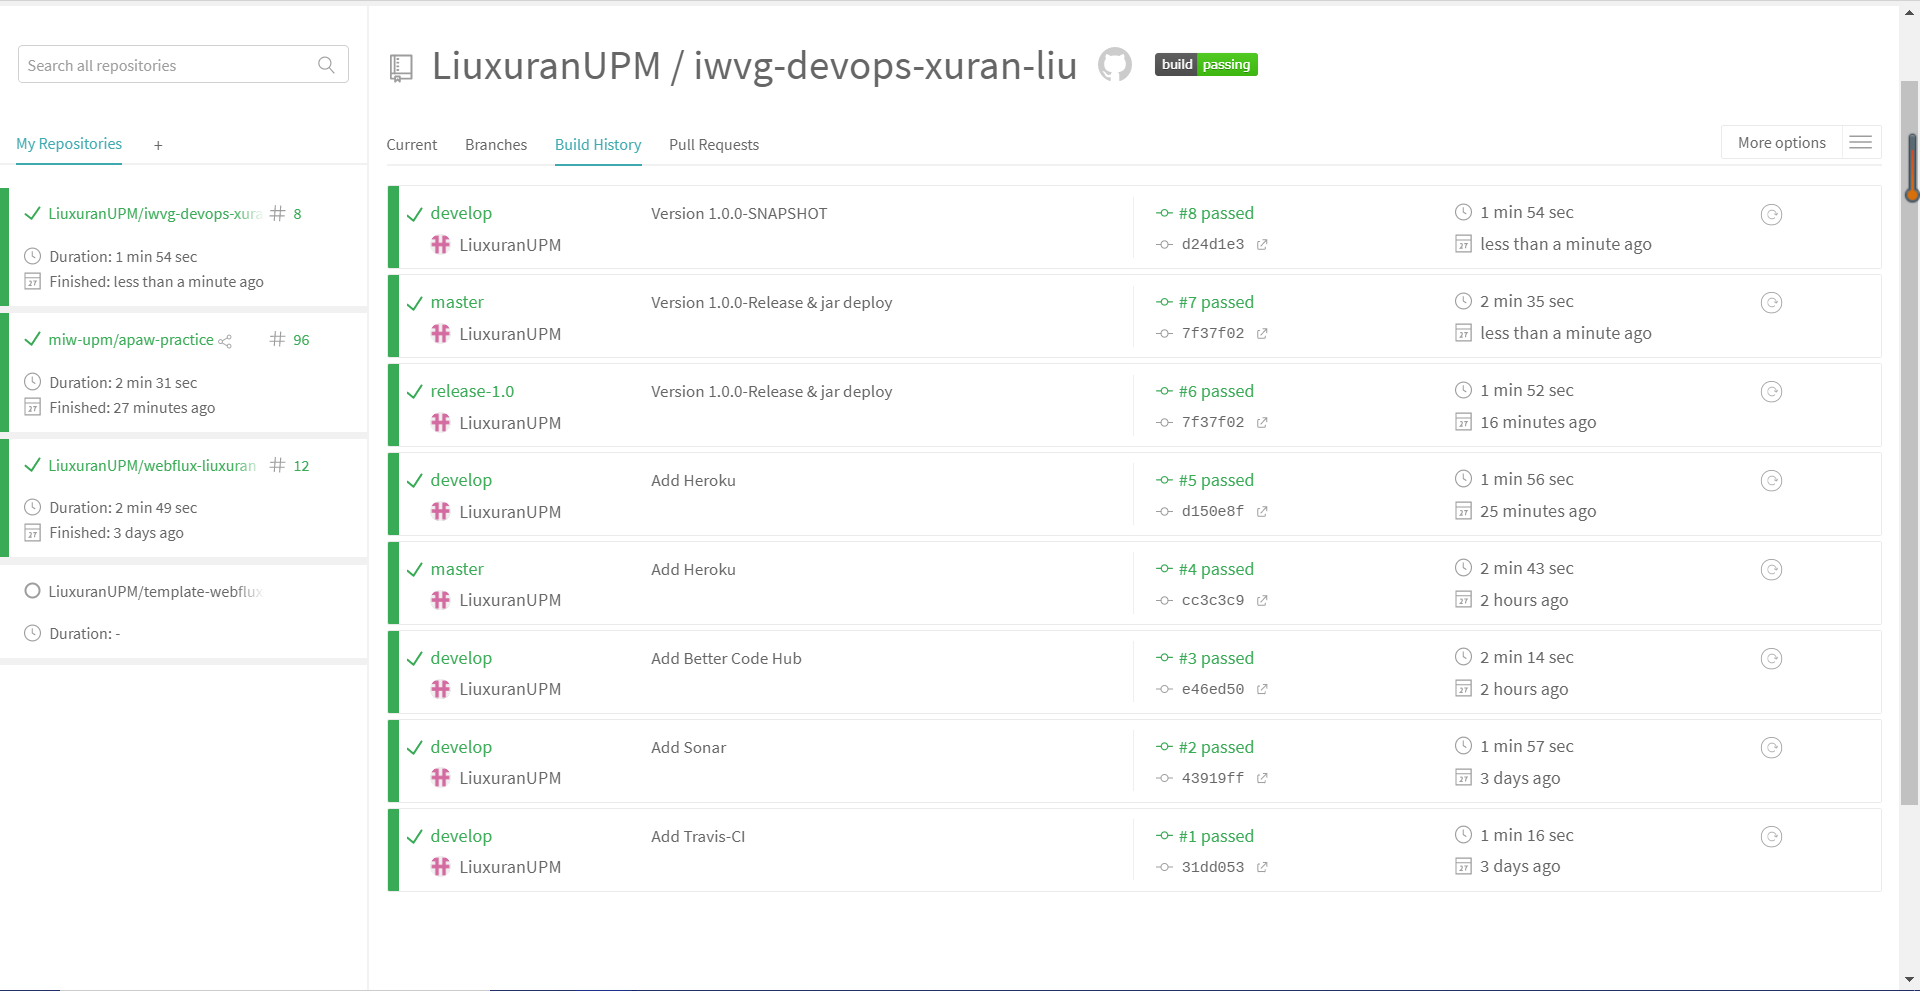 Search all repositories
My Repositories +
LiuxuranUPM/iwvg-devops-xura # 8
Duration: 1 min 54 sec
Finished: less than a minute ago
miw-upm/apaw-practice # 96
Duration: 2 min 31 sec
Finished: 27 minutes ago
LiuxuranUPM/webflux-liuxuran # 12
Duration: 2 min 49 sec
Finished: 3 days ago
LiuxuranUPM/template-webflux
Duration: -
LiuxuranUPM / iwvg-devops-xuran-liu build passing
Current Branches Build History Pull Requests More options
develop Version 1.0.0-SNAPSHOT #8 passed 1 min 54 sec
LiuxuranUPM d24d1e3 27 less than a minute ago
master Version 1.0.0-Release & jar deploy #7 passed 2 min 35 sec
LiuxuranUPM 7f37f02 27 less than a minute ago
release-1.0 Version 1.0.0-Release & jar deploy #6 passed 1 min 52 sec
LiuxuranUPM 7f37f02 27 16 minutes ago
develop Add Heroku #5 passed 1 min 56 sec
LiuxuranUPM d150e8f 27 25 minutes ago
master Add Heroku #4 passed 2 min 43 sec
LiuxuranUPM cc3c3c9 27 2 hours ago
develop Add Better Code Hub #3 passed 2 min 14 sec
LiuxuranUPM e46ed50 27 2 hours ago
develop Add Sonar #2 passed 1 min 57 sec
LiuxuranUPM 43919ff 27 3 days ago
develop Add Travis-CI #1 passed 1 min 16 sec
LiuxuranUPM 31dd053 27 3 days ago